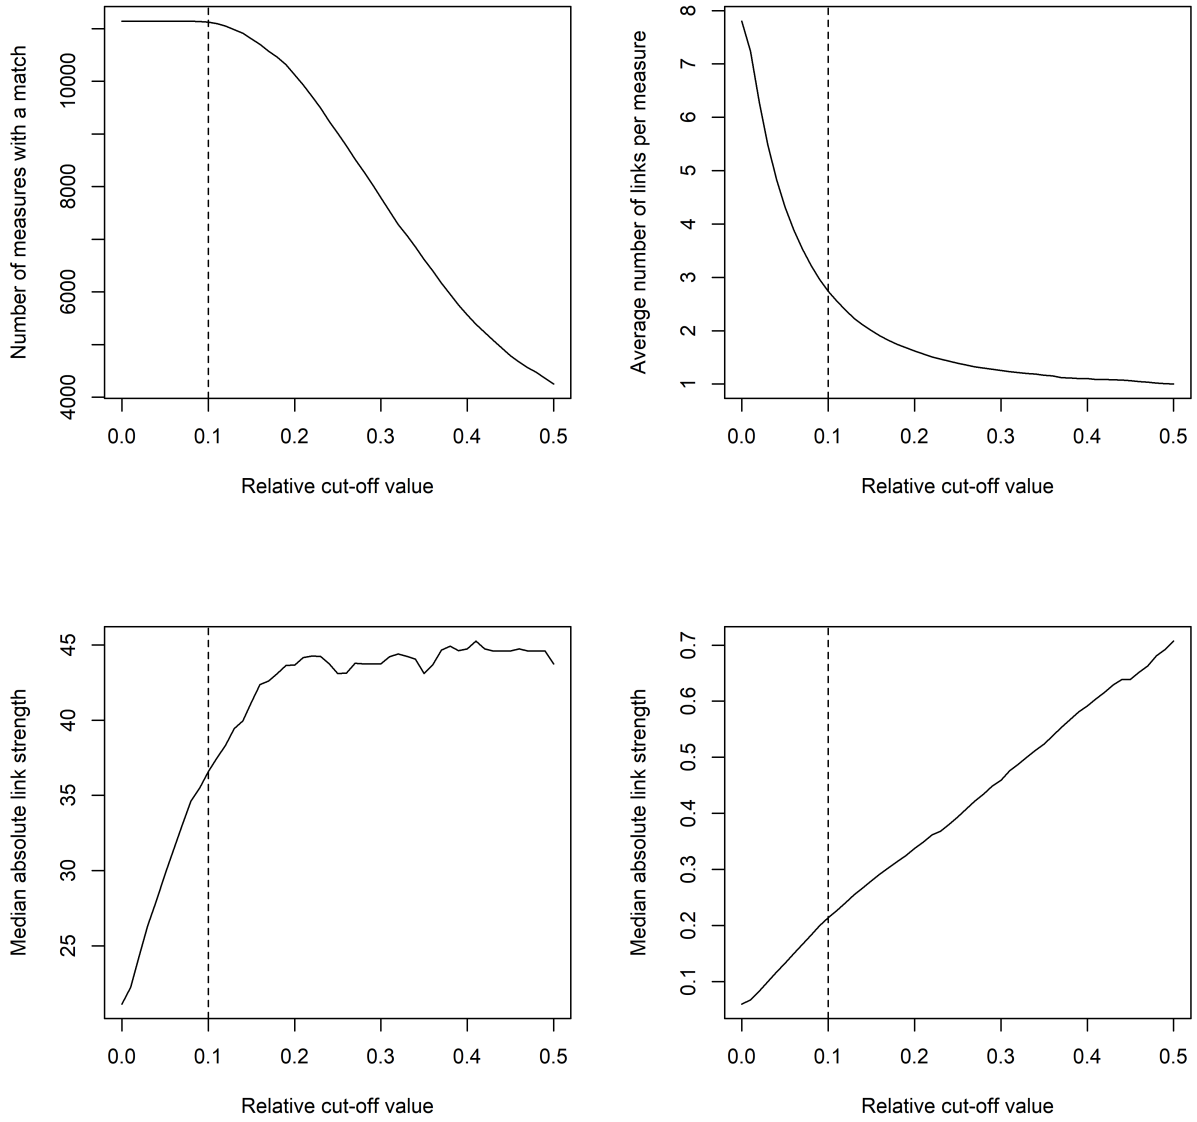 Number of measures with a match
4000
6000
8000
10000
0.0 0.1 0.2 0.3 0.4 0.5
Relative cut-off value
Average number of links per measure
1
2
3
4
5
6
7
8
0.0 0.1 0.2 0.3 0.4 0.5
Relative cut-off value
Median absolute link strength
25
30
35
40
45
0.0 0.1 0.2 0.3 0.4 0.5
Relative cut-off value
Median absolute link strength
0.1
0.2
0.3
0.4
0.5
0.6
0.7
0.0 0.1 0.2 0.3 0.4 0.5
Relative cut-off value